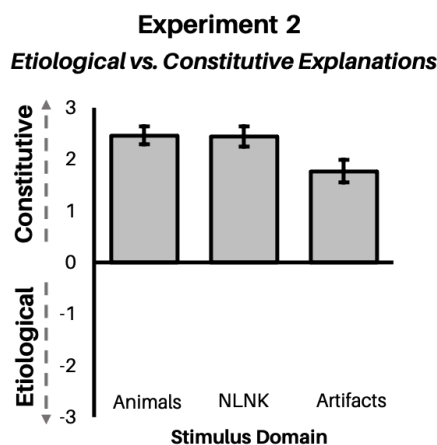 Experiment 2
Etiological vs. Constitutive Explanations
Constitutive
Etiological
3
2
1
0
-1
-2
-3
Animals NLNK Artifacts
Stimulus Domain